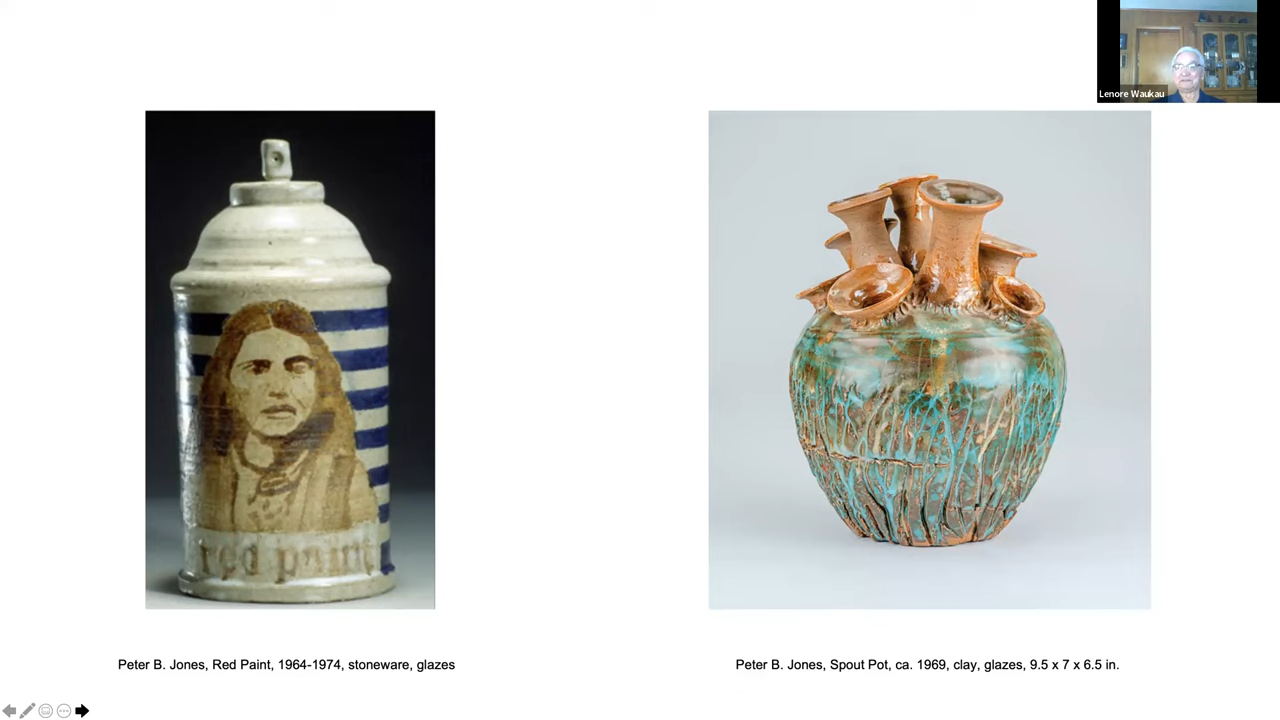 Lenore Waukau
red paint
Peter B. Jones, Red Paint, 1964-1974, stoneware, glazes
Peter B. Jones, Spout Pot, ca. 1969, clay, glazes, 9.5 x 7 x 6.5 in.